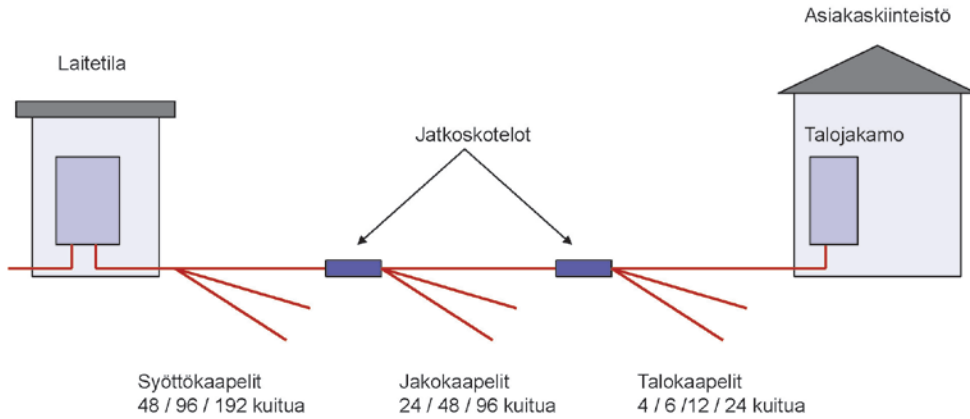 Asiakaskiinteistö
Laitetila
Jatkoskotelot
Talojakamo
Syöttökaapelit
48 / 96 / 192 kuitua
Jakokaapelit
24 / 48 / 96 kuitua
Talokaapelit
4 / 6 /12 / 24 kuitua